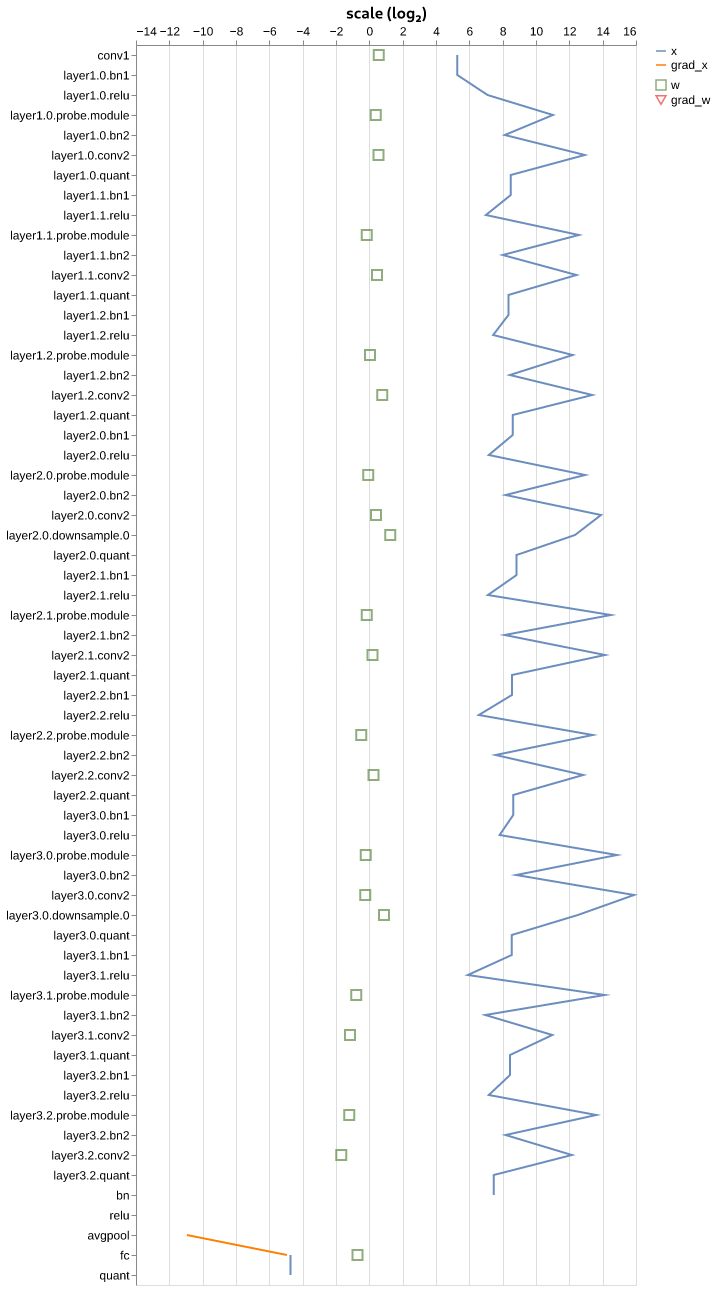 scale (log₂)
−14 −12 −10 −8 −6 −4 −2 0 2 4 6 8 10 12 14 16
x
grad_x
w
grad_w
conv1
layer1.0.bn1
layer1.0.relu
layer1.0.probe.module
layer1.0.bn2
layer1.0.conv2
layer1.0.quant
layer1.1.bn1
layer1.1.relu
layer1.1.probe.module
layer1.1.bn2
layer1.1.conv2
layer1.1.quant
layer1.2.bn1
layer1.2.relu
layer1.2.probe.module
layer1.2.bn2
layer1.2.conv2
layer1.2.quant
layer2.0.bn1
layer2.0.relu
layer2.0.probe.module
layer2.0.bn2
layer2.0.conv2
layer2.0.downsample.0
layer2.0.quant
layer2.1.bn1
layer2.1.relu
layer2.1.probe.module
layer2.1.bn2
layer2.1.conv2
layer2.1.quant
layer2.2.bn1
layer2.2.relu
layer2.2.probe.module
layer2.2.bn2
layer2.2.conv2
layer2.2.quant
layer3.0.bn1
layer3.0.relu
layer3.0.probe.module
layer3.0.bn2
layer3.0.conv2
layer3.0.downsample.0
layer3.0.quant
layer3.1.bn1
layer3.1.relu
layer3.1.probe.module
layer3.1.bn2
layer3.1.conv2
layer3.1.quant
layer3.2.bn1
layer3.2.relu
layer3.2.probe.module
layer3.2.bn2
layer3.2.conv2
layer3.2.quant
bn
relu
avgpool
fc
quant